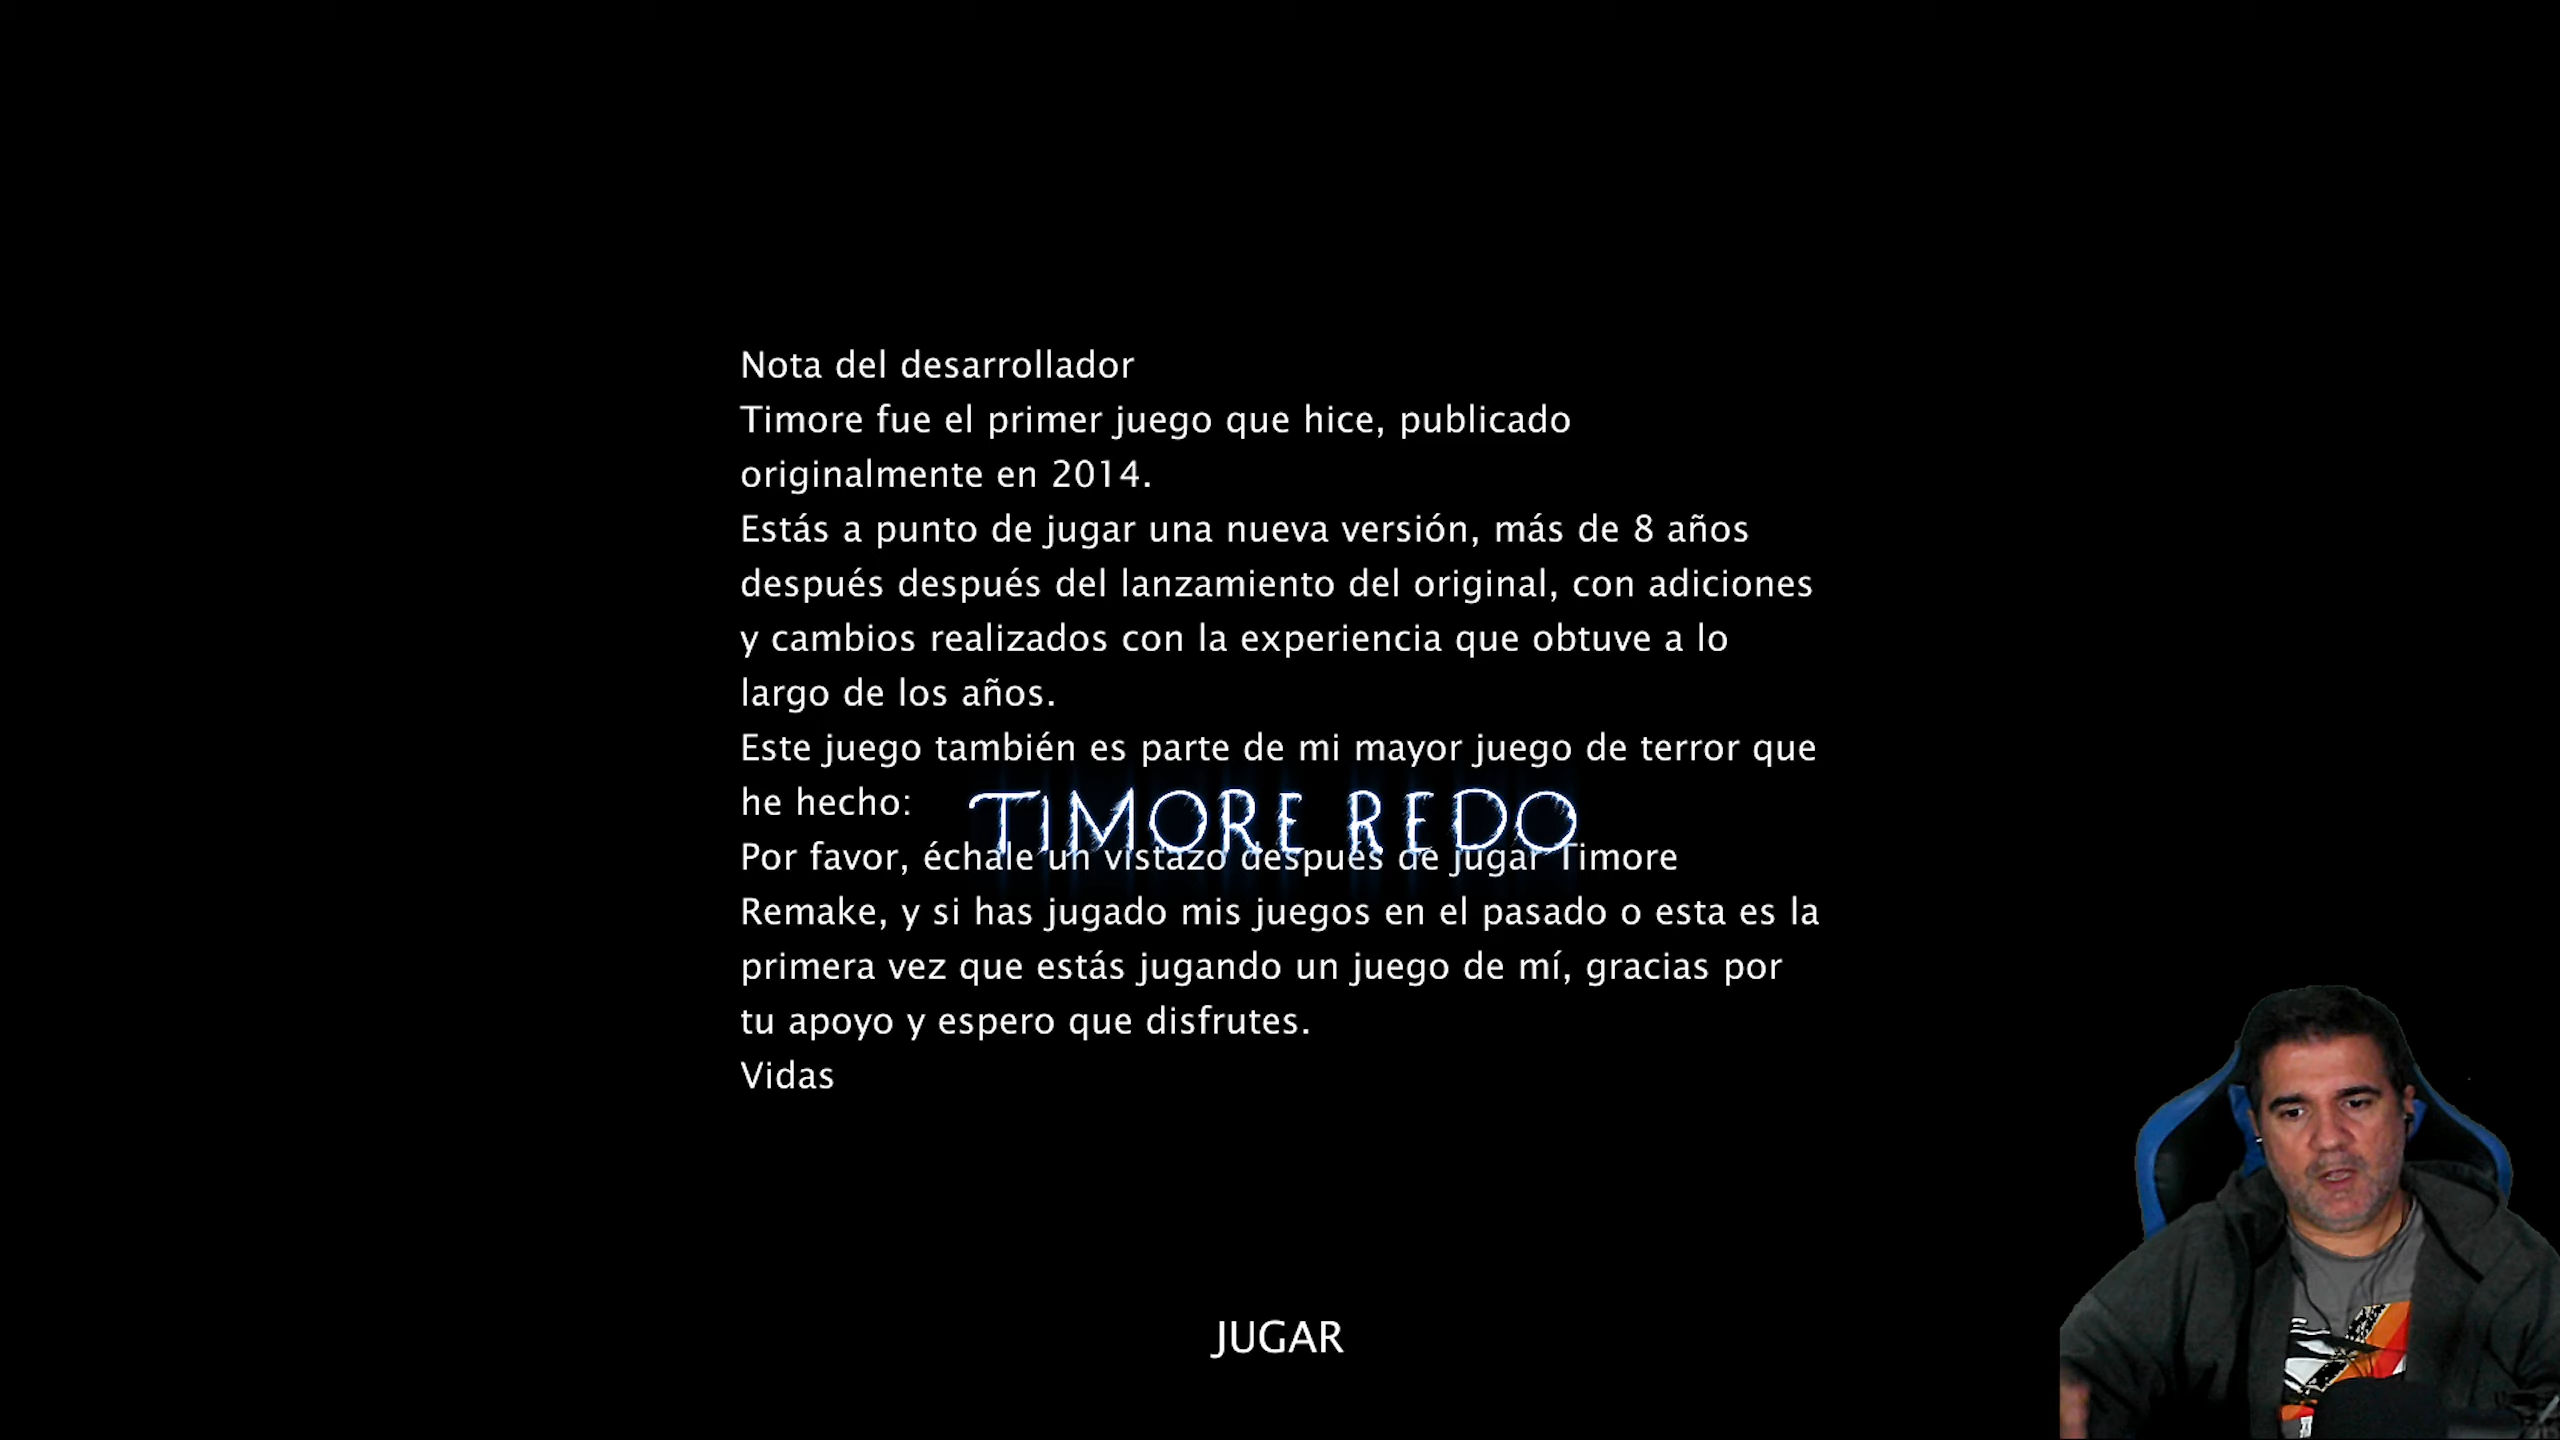 Nota del desarrollador
Timore fue el primer juego que hice, publicado
originalmente en 2014.
Estás a punto de jugar una nueva versión, más de 8 años
después después del lanzamiento del original, con adiciones
y cambios realizados con la experiencia que obtuve a lo
largo de los años.
Este juego también es parte de mi mayor juego de terror que
he hecho: TIMORE REDO
Por favor, échale un vistazo después de jugar Timore
Remake, y si has jugado mis juegos en el pasado o esta es la
primera vez que estás jugando un juego de mí, gracias por
tu apoyo y espero que disfrutes.
Vidas
JUGAR